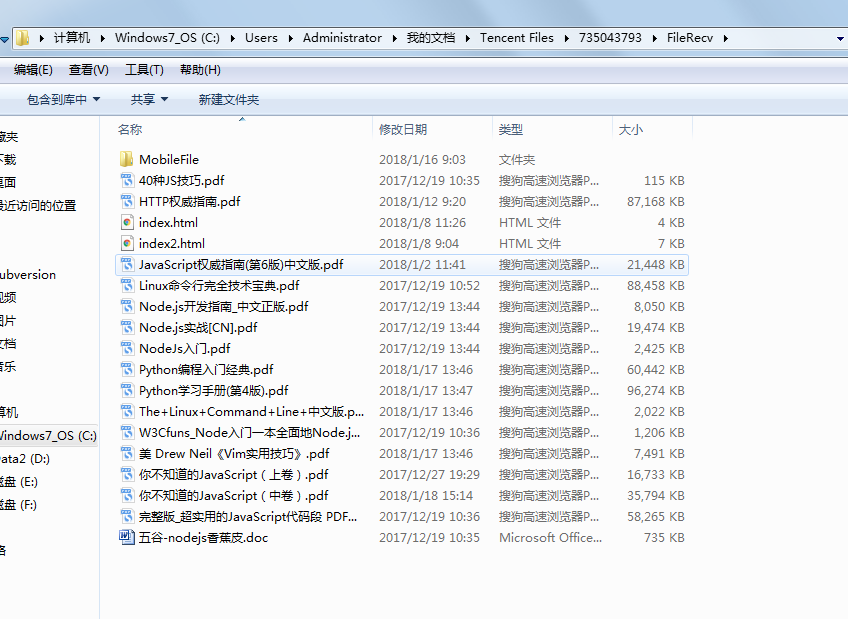 计算机 Windows7_OS (C:) Users Administrator 我的文档 Tencent Files 735043793 FileRecv
编辑(E) 查看(V) 工具(T) 帮助(H)
包含到库中 共享 新建文件夹
藏夹
下载
桌面
最近访问的位置
ubversion
视频
图片
文档
音乐
算机
Windows7_OS (C:)
ata2 (D:)
磁盘 (E:)
磁盘 (F:)
络
名称 修改日期 类型 大小
MobileFile 2018/1/16 9:03 文件夹
40种JS技巧.pdf 2017/12/19 10:35 搜狗高速浏览器P... 115 KB
HTTP权威指南.pdf 2018/1/12 9:20 搜狗高速浏览器P... 87,168 KB
index.html 2018/1/8 11:26 HTML 文件 4 KB
index2.html 2018/1/8 9:04 HTML 文件 7 KB
JavaScript权威指南(第6版)中文版.pdf 2018/1/2 11:41 搜狗高速浏览器P... 21,448 KB
Linux命令行完全技术宝典.pdf 2017/12/19 10:52 搜狗高速浏览器P... 88,458 KB
Node.js开发指南_中文正版.pdf 2017/12/19 13:44 搜狗高速浏览器P... 8,050 KB
Node.js实战[CN].pdf 2017/12/19 13:44 搜狗高速浏览器P... 19,474 KB
NodeJs入门.pdf 2017/12/19 13:44 搜狗高速浏览器P... 2,425 KB
Python编程入门经典.pdf 2018/1/17 13:46 搜狗高速浏览器P... 60,442 KB
Python学习手册(第4版).pdf 2018/1/17 13:47 搜狗高速浏览器P... 96,274 KB
The+Linux+Command+Line+中文版.p... 2018/1/17 13:46 搜狗高速浏览器P... 2,022 KB
W3Cfuns_Node入门一本全面地Node.j... 2017/12/19 10:36 搜狗高速浏览器P... 1,206 KB
美 Drew Neil《Vim实用技巧》.pdf 2018/1/17 13:46 搜狗高速浏览器P... 7,491 KB
你不知道的JavaScript（上卷）.pdf 2017/12/27 19:29 搜狗高速浏览器P... 16,733 KB
你不知道的JavaScript（中卷）.pdf 2018/1/18 15:14 搜狗高速浏览器P... 35,794 KB
完整版_超实用的JavaScript代码段 PDF... 2017/12/19 10:36 搜狗高速浏览器P... 58,265 KB
五谷-nodejs香蕉皮.doc 2017/12/19 10:35 Microsoft Office... 735 KB